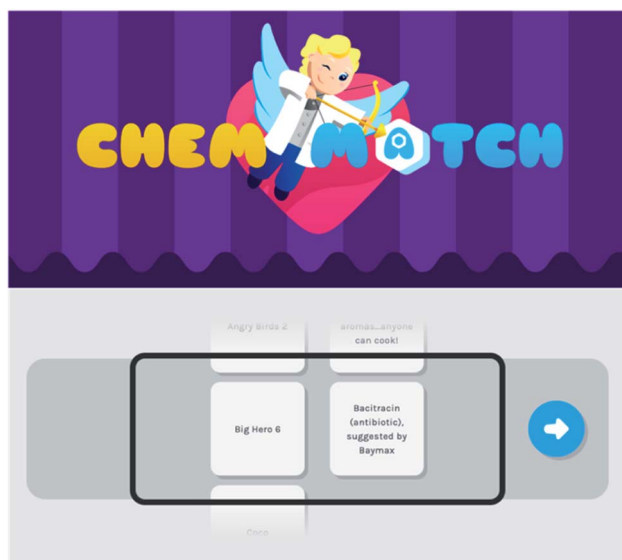 CHEM MATCH
Angry Birds 2
aromas...anyone
can cook!
Big Hero 6
Bacitracin
(antibiotic),
suggested by
Baymax
Coco